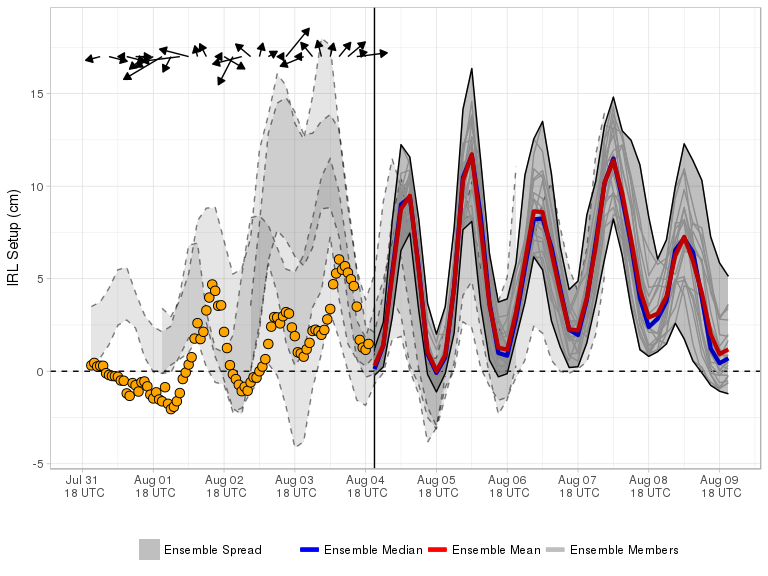 IRL Setup (cm)
15
10
5
0
-5
Jul 31 Aug 01 Aug 02 Aug 03 Aug 04 Aug 05 Aug 06 Aug 07 Aug 08 Aug 09
18 UTC 18 UTC 18 UTC 18 UTC 18 UTC 18 UTC 18 UTC 18 UTC 18 UTC 18 UTC
Ensemble Spread Ensemble Median Ensemble Mean Ensemble Members